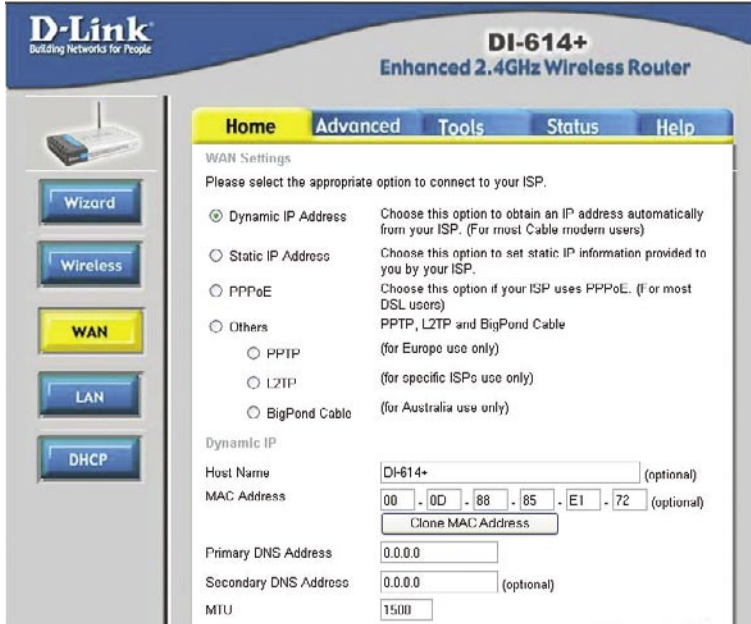 D-Link
Building Networks for People
DI-614+
Enhanced 2.4GHz Wireless Router
Home Advanced Tools Status Help
Wizard
Wireless
WAN
LAN
DHCP
WAN Settings
Please select the appropriate option to connect to your ISP.
Dynamic IP Address Choose this option to obtain an IP address automatically
from your ISP. (For most Cable modem users)
Static IP Address Choose this option to set static IP information provided to
you by your ISP.
PPPoE Choose this option if your ISP uses PPPoE. (For most
DSL users)
Others PPTP, L2TP and BigPond Cable
PPTP (for Europe use only)
L2TP (for specific ISPs use only)
BigPond Cable (for Australia use only)
Dynamic IP
Host Name DI-614+ (optional)
MAC Address 00 - 0D - 88 - 85 - E1 - 72 (optional)
Clone MAC Address
Primary DNS Address 0.0.0.0
Secondary DNS Address 0.0.0.0 (optional)
MTU 1500